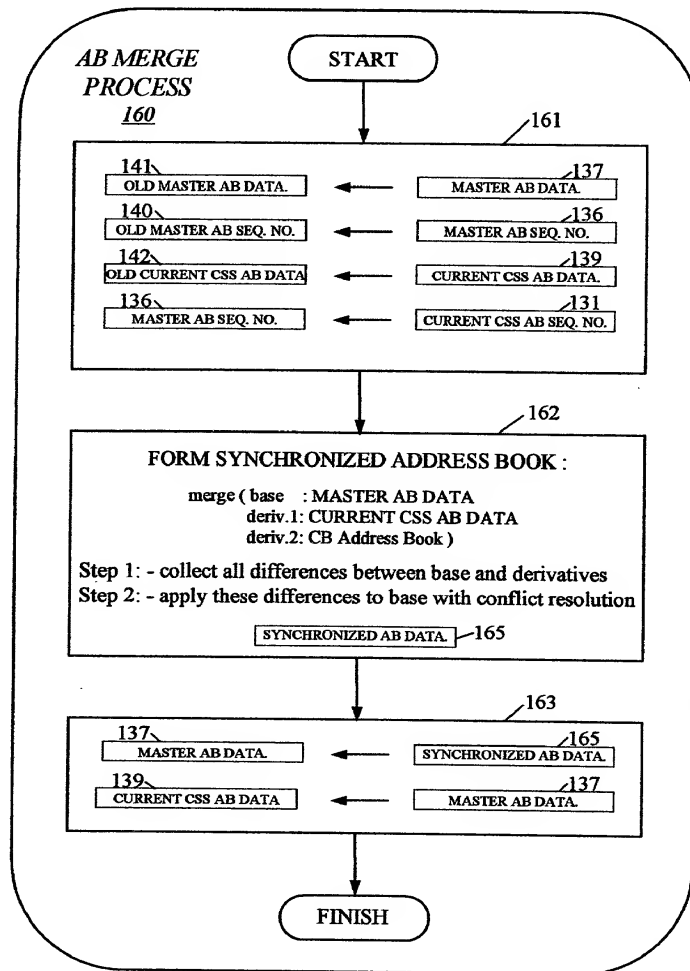 AB MERGE
PROCESS
160
START
161
141
137
OLD MASTER AB DATA.
MASTER AB DATA.
140
136
OLD MASTER AB SEQ. NO.
MASTER AB SEQ. NO.
142
139
OLD CURRENT CSS AB DATA
CURRENT CSS AB DATA.
136
131
MASTER AB SEQ. NO.
CURRENT CSS AB SEQ. NO.
162
FORM SYNCHRONIZED ADDRESS BOOK :
merge ( base : MASTER AB DATA
deriv.1: CURRENT CSS AB DATA
deriv.2: CB Address Book )
Step 1: - collect all differences between base and derivatives
Step 2: - apply these differences to base with conflict resolution
SYNCHRONIZED AB DATA.
165
163
137
165
MASTER AB DATA.
SYNCHRONIZED AB DATA.
139
137
CURRENT CSS AB DATA
MASTER AB DATA.
FINISH